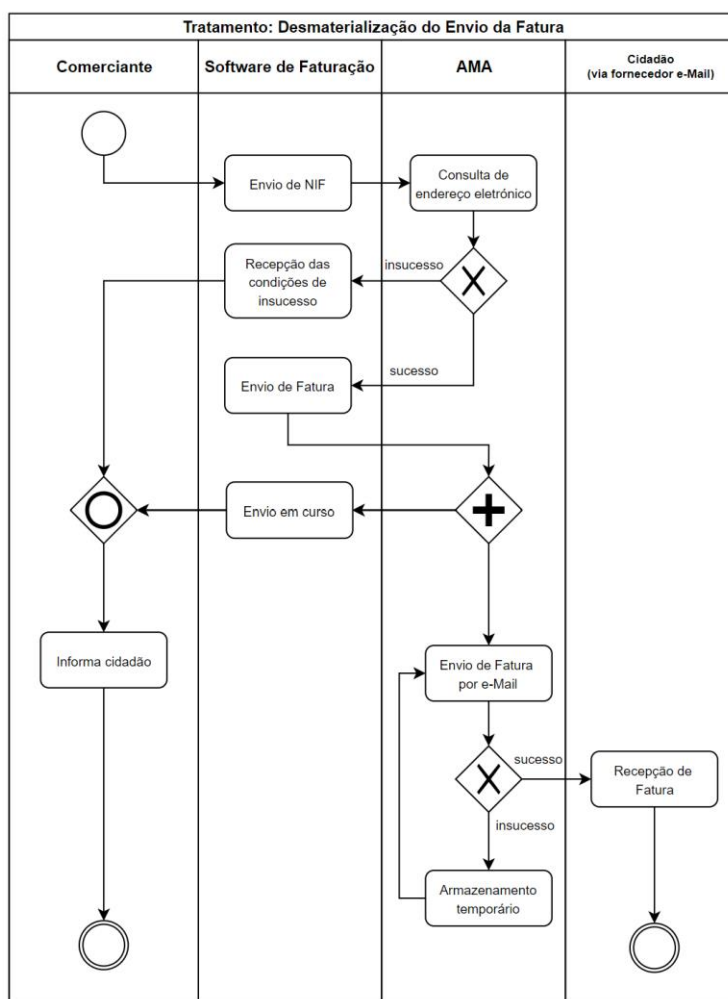 Tratamento: Desmaterialização do Envio da Fatura
Comerciante
Software de Faturação
AMA
Cidadão
(via fornecedor e-Mail)
Envio de NIF
Consulta de
endereço eletrónico
insucesso
Recepção das
condições de
insucesso
sucesso
Envio de Fatura
Envio em curso
Informa cidadão
Envio de Fatura
por e-Mail
sucesso
Recepção de
Fatura
insucesso
Armazenamento
temporário